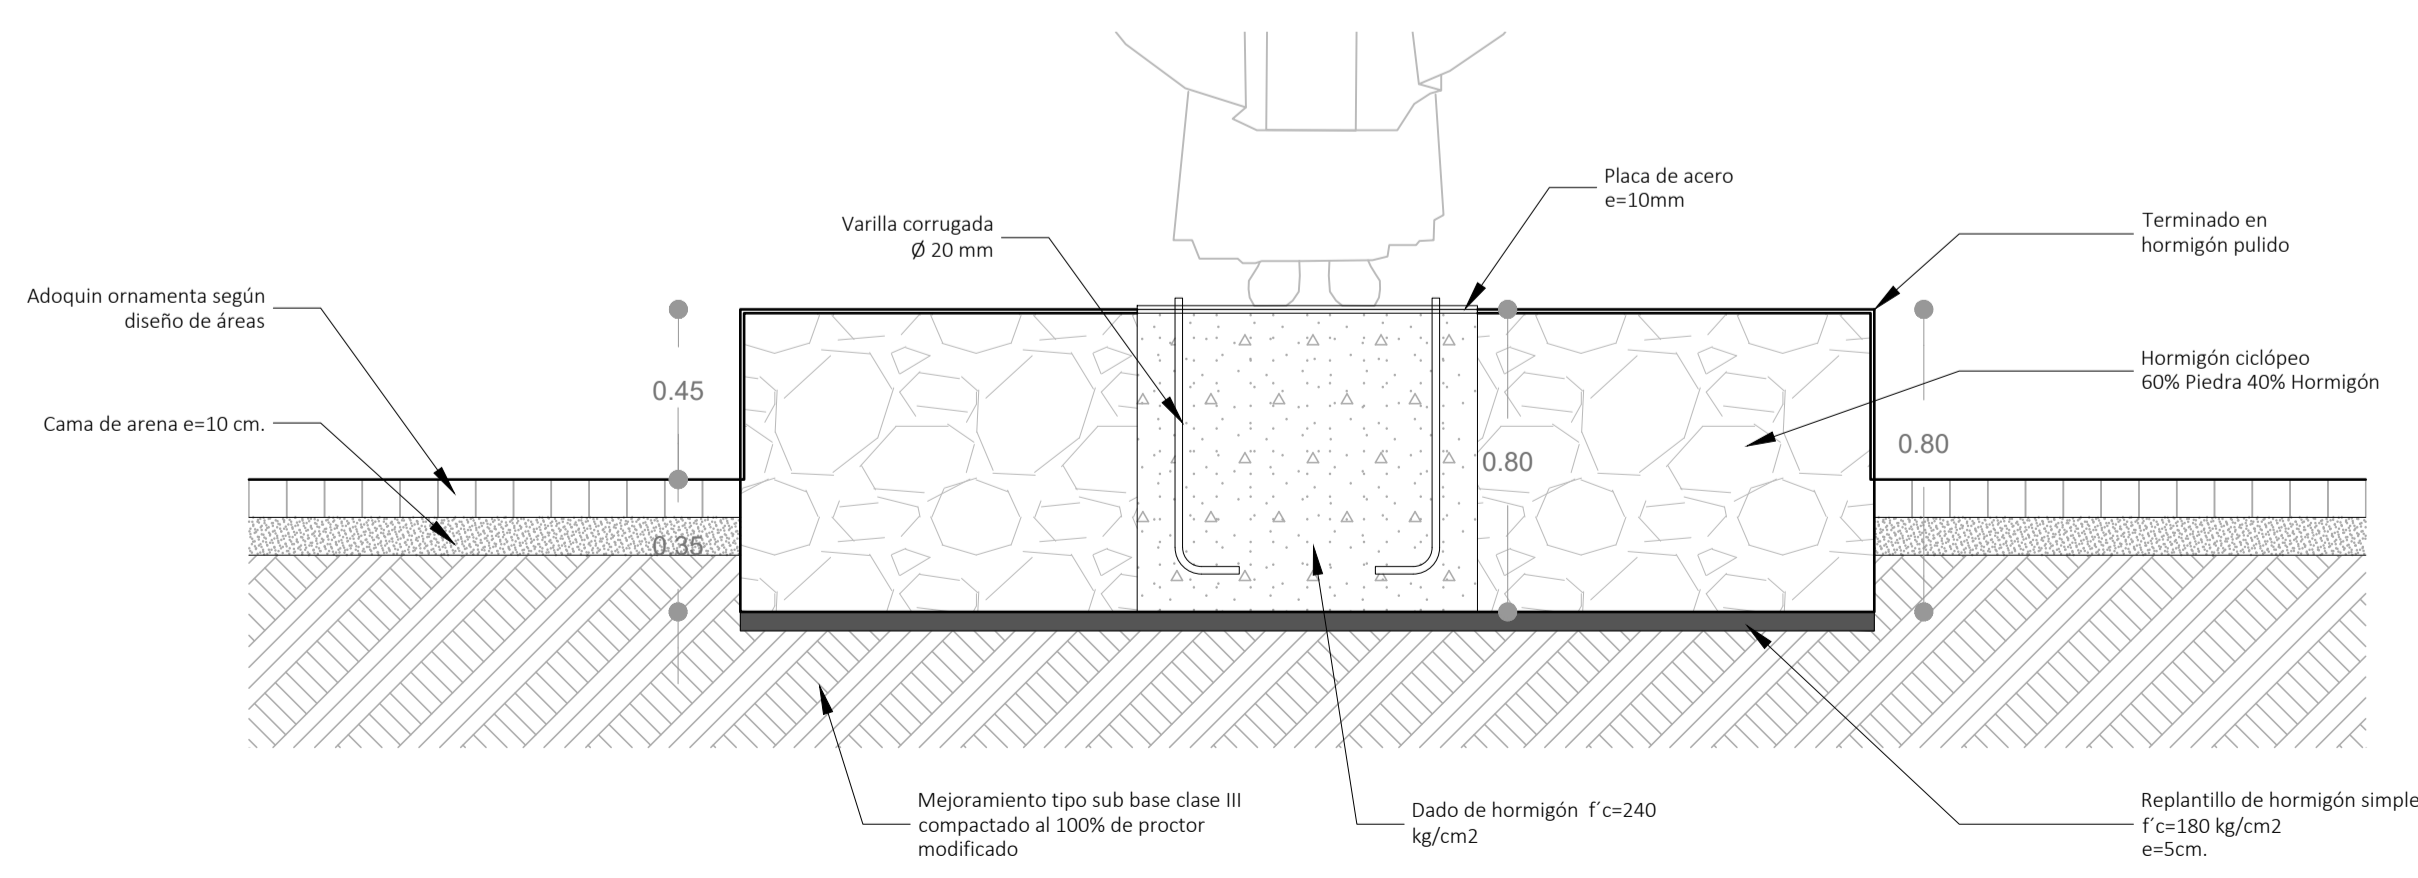 Placa de acero
e=10mm
Varilla corrugada
Ø 20 mm
Terminado en
hormigón pulido
Adoquin ornamenta según
diseño de áreas
0.45
Hormigón ciclópeo
60% Piedra 40% Hormigón
Cama de arena e=10 cm.
0.80
0.80
0.35
Mejoramiento tipo sub base clase III
compactado al 100% de proctor
modificado
Dado de hormigón f´c=240
kg/cm2
Replantillo de hormigón simple
f´c=180 kg/cm2
e=5cm.